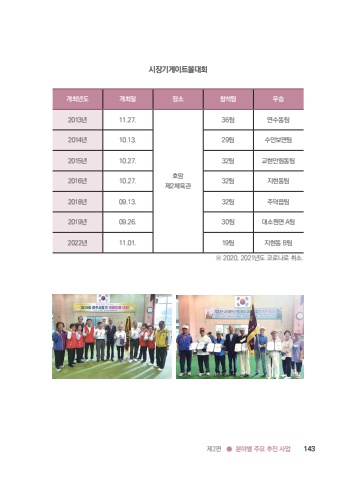 시장기게이트볼대회
개최년도 개최일 장소 참석팀 우승
2013년 11.27. 36팀 연수동팀
2014년 10.13. 29팀 수안보면팀
2015년 10.27. 32팀 교현안림동팀
2016년 10.27. 32팀 지현동팀
호암
제2체육관
2018년 09.13. 32팀 주덕읍팀
2019년 09.26. 30팀 대소원면 A팀
2022년 11.01. 19팀 지현동 B팀
※ 2020, 2021년도 코로나로 취소.
제2편 ● 분야별 주요 추진 사업 143